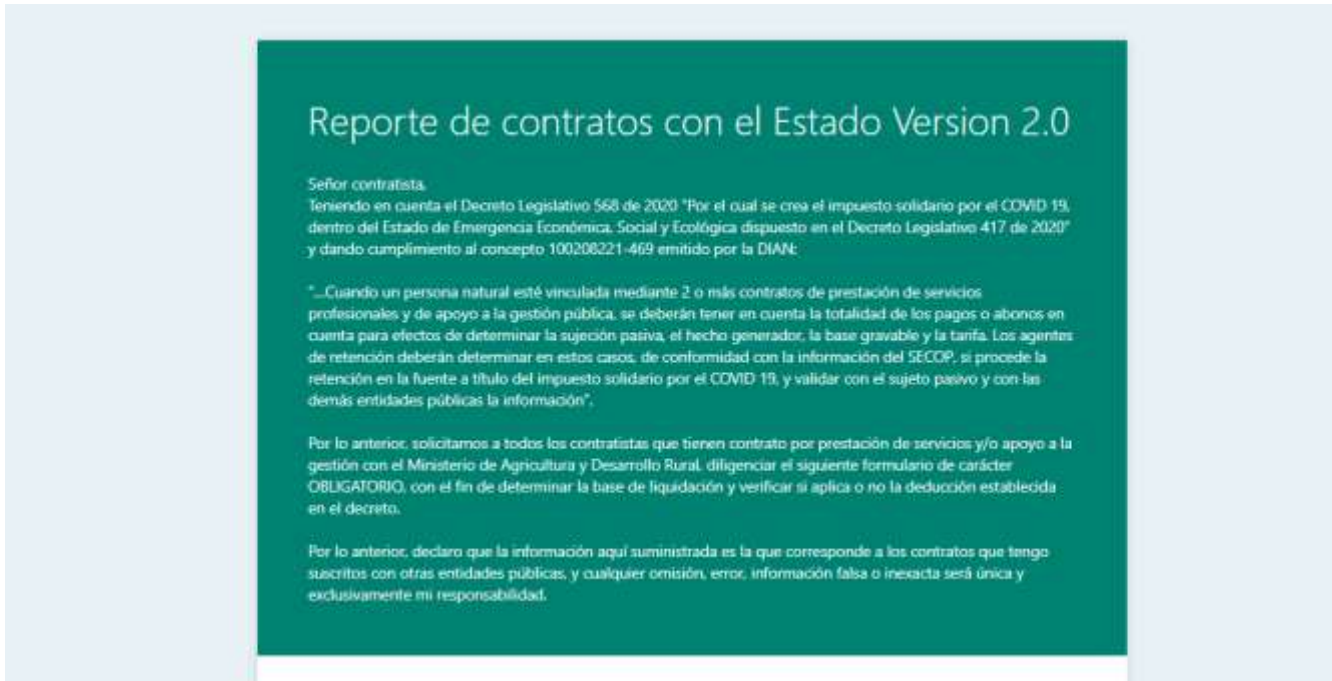 Reporte de contratos con el Estado Version 2.0
Señor contratista,
Teniendo en cuenta el Decreto Legislativo 568 de 2020 "Por el cual se crea el impuesto solidario por el COVID 19,
dentro del Estado de Emergencia Económica, Social y Ecológica dispuesto en el Decreto Legislativo 417 de 2020"
y dando cumplimiento al concepto 100208221-469 emitido por la DIAN:
"...Cuando un persona natural esté vinculada mediante 2 o más contratos de prestación de servicios
profesionales y de apoyo a la gestión pública, se deberán tener en cuenta la totalidad de los pagos o abonos en
cuenta para efectos de determinar la sujeción pasiva, el hecho generador, la base gravable y la tarifa. Los agentes
de retención deberán determinar en estos casos, de conformidad con la información del SECOP, si procede la
retención en la fuente a título del impuesto solidario por el COVID 19, y validar con el sujeto pasivo y con las
demás entidades públicas la información".
Por lo anterior, solicitamos a todos los contratistas que tienen contrato por prestación de servicios y/o apoyo a la
gestión con el Ministerio de Agricultura y Desarrollo Rural, diligenciar el siguiente formulario de carácter
OBLIGATORIO, con el fin de determinar la base de liquidación y verificar si aplica o no la deducción establecida
en el decreto.
Por lo anterior, declaro que la información aquí suministrada es la que corresponde a los contratos que tengo
suscritos con otras entidades públicas, y cualquier omisión, error, información falsa o inexacta será única y
exclusivamente mi responsabilidad.